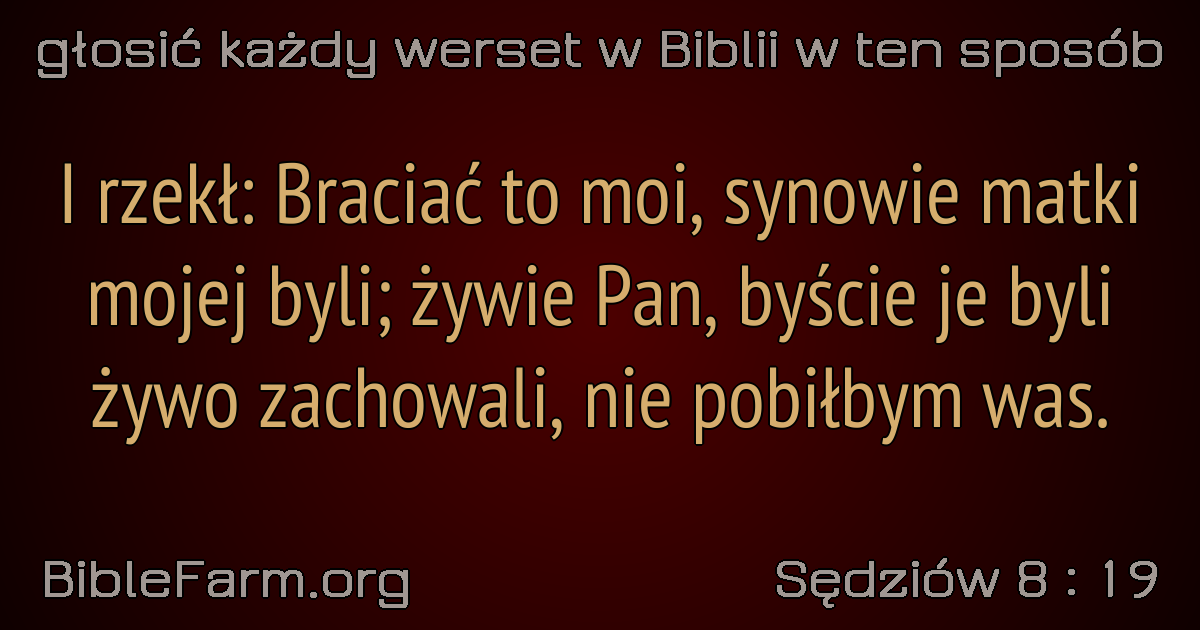 głosić każdy werset w Biblii w ten sposób
I rzekł: Braciać to moi, synowie matki
mojej byli; żywie Pan, byście je byli
żywo zachowali, nie pobiłbym was.
BibleFarm.org
Sędziów 8 : 19